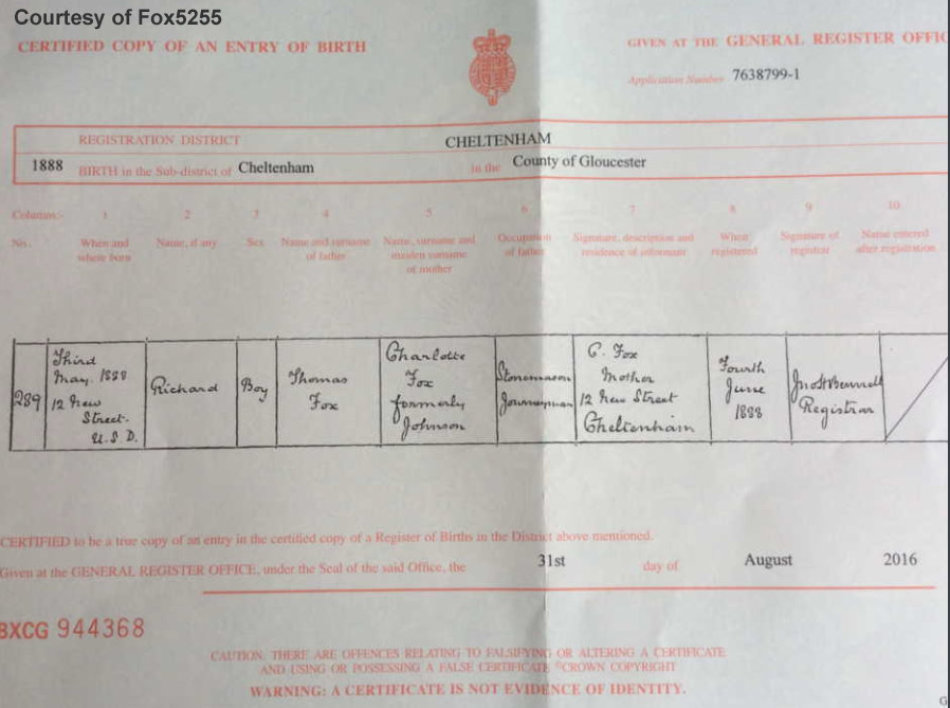 Courtesy of Fox5255
CERTIFIED COPY OF AN ENTRY OF BIRTH
GIVEN AT THE GENERAL REGISTER OFFIC
Application Number 7638799-1
REGISTRATION DISTRICT CHELTENHAM
1888 BIRTH in the Sub-district of Cheltenham in the County of Gloucester
Columns:- 1 2 3 4 5 6 7 8 9 10
No. When and where born Name, if any Sex Name and surname of father Name, surname and maiden surname of mother Occupation of father Signature, description and residence of informant When registered Signature of registrar Name entered after registration
289
Third
May. 1888
12 New
Street.
U.S D.
Richard
Boy
Thomas
Fox
Charlotte
Fox
formerly
Johnson
Stonemason
Journeyman
C. Fox
Mother
12 New Street
Cheltenham
Fourth
June
1888
Registrar
CERTIFIED to be a true copy of an entry in the certified copy of a Register of Births in the District above mentioned.
Given at the GENERAL REGISTER OFFICE, under the Seal of the said Office, the 31st day of August 2016
BXCG 944368
CAUTION: THERE ARE OFFENCES RELATING TO FALSIFYING OR ALTERING A CERTIFICATE
AND USING OR POSSESSING A FALSE CERTIFICATE ©CROWN COPYRIGHT
WARNING: A CERTIFICATE IS NOT EVIDENCE OF IDENTITY.
G